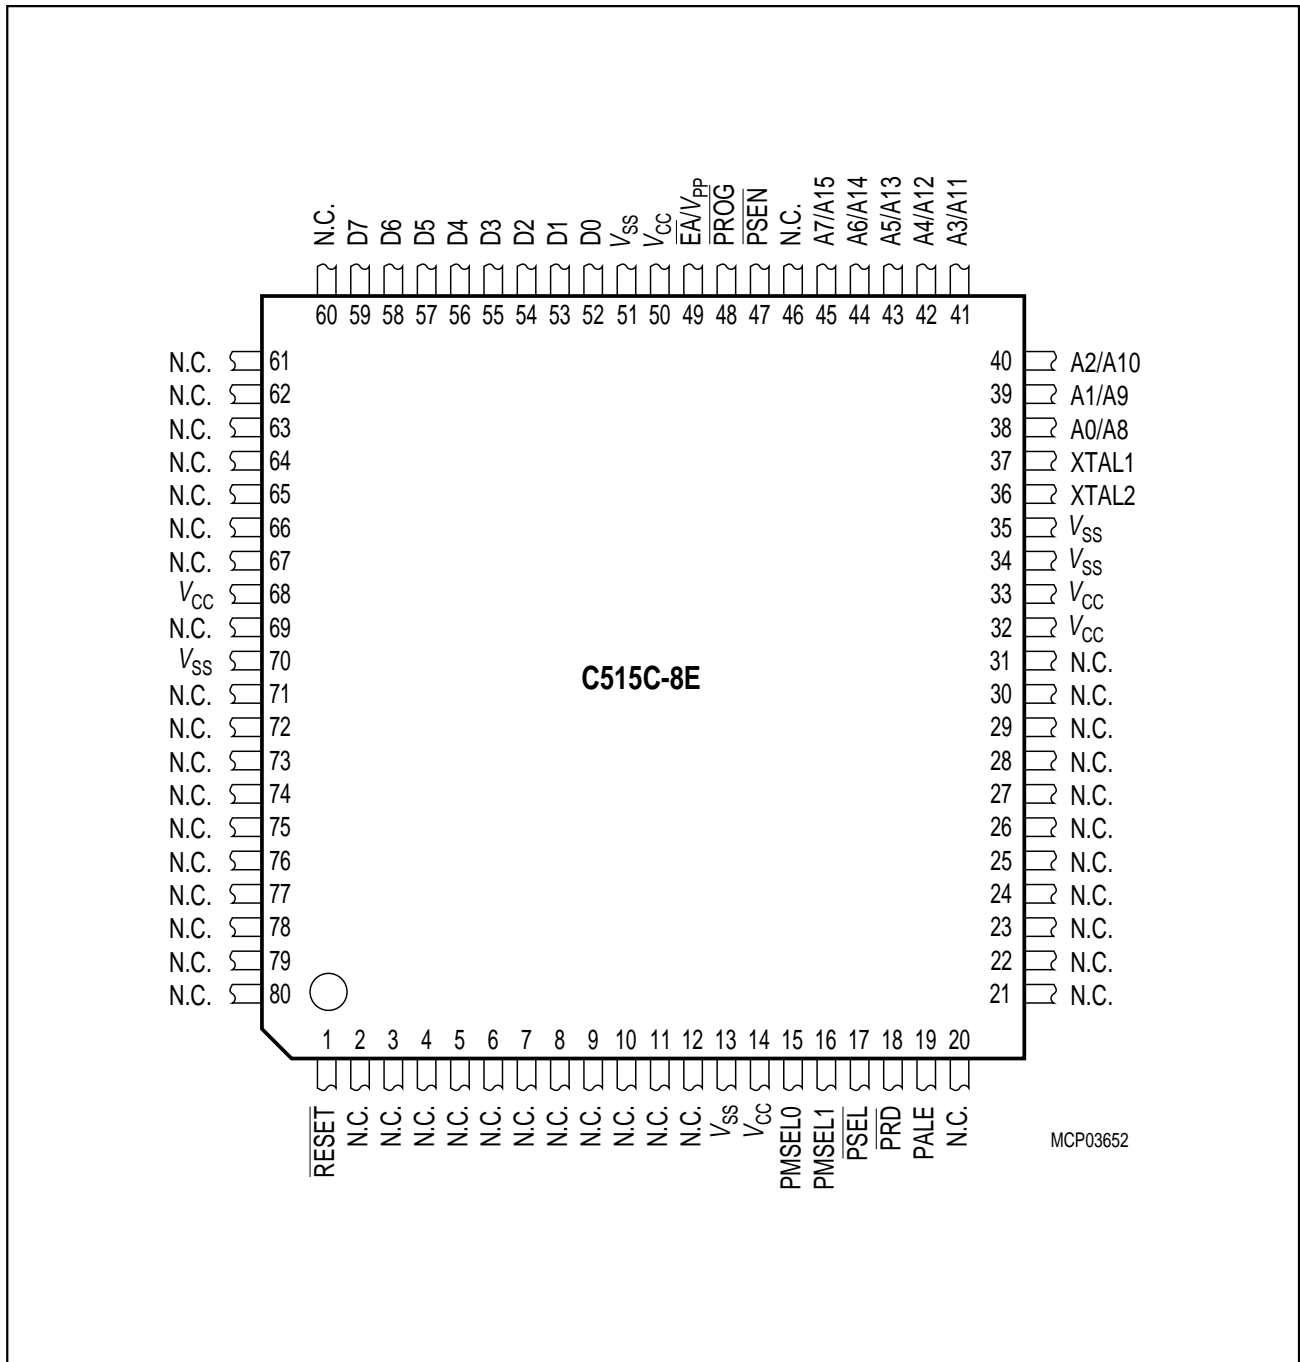 N.C. D7 D6 D5 D4 D3 D2 D1 D0 VSS VCC EA/VPP PROG PSEN N.C. A7/A15 A6/A14 A5/A13 A4/A12 A3/A11
60 59 58 57 56 55 54 53 52 51 50 49 48 47 46 45 44 43 42 41
N.C. 61 40 A2/A10
N.C. 62 39 A1/A9
N.C. 63 38 A0/A8
N.C. 64 37 XTAL1
N.C. 65 36 XTAL2
N.C. 66 35 VSS
N.C. 67 34 VSS
VCC 68 33 VCC
N.C. 69 32 VCC
VSS 70 31 N.C.
C515C-8E
N.C. 71 30 N.C.
N.C. 72 29 N.C.
N.C. 73 28 N.C.
N.C. 74 27 N.C.
N.C. 75 26 N.C.
N.C. 76 25 N.C.
N.C. 77 24 N.C.
N.C. 78 23 N.C.
N.C. 79 22 N.C.
N.C. 80 21 N.C.
1 2 3 4 5 6 7 8 9 10 11 12 13 14 15 16 17 18 19 20
RESET N.C. N.C. N.C. N.C. N.C. N.C. N.C. N.C. N.C. N.C. N.C. VSS VCC PMSEL0 PMSEL1 PSEL PRD PALE N.C.
MCP03652